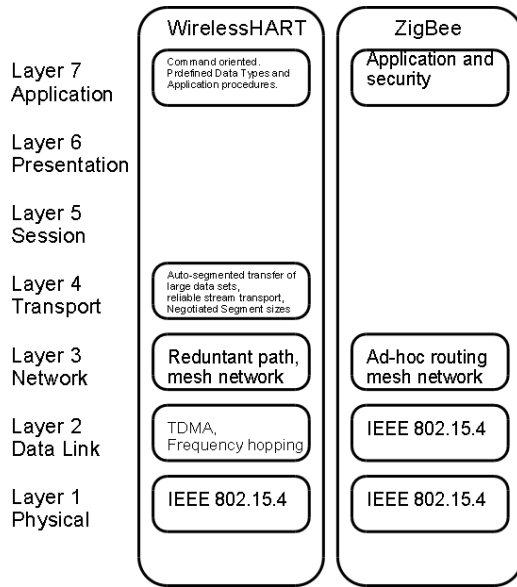 WirelessHART
ZigBee
Layer 7
Application
Command oriented.
Prdefined Data Types and
Application procedures.
Application and
security
Layer 6
Presentation
Layer 5
Session
Layer 4
Transport
Auto-segmented transfer of
large data sets,
reliable stream transport,
Negotiated Segment sizes
Layer 3
Network
Reduntant path,
mesh network
Ad-hoc routing
mesh network
Layer 2
Data Link
TDMA,
Frequency hopping
IEEE 802.15.4
Layer 1
Physical
IEEE 802.15.4
IEEE 802.15.4